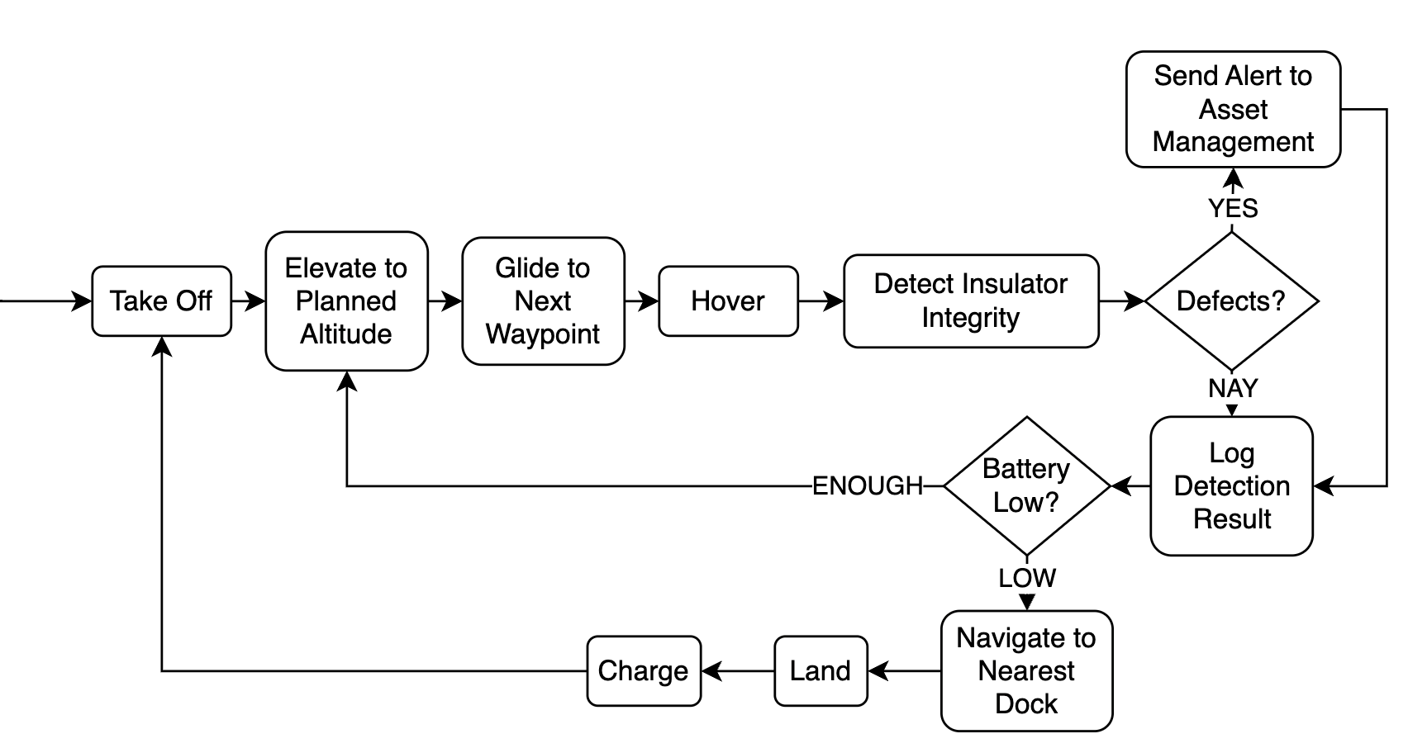 Send Alert to
Asset
Management
YES
Take Off
Elevate to
Planned
Altitude
Glide to
Next
Waypoint
Hover
Detect Insulator
Integrity
Defects?
NAY
Log
Detection
Result
Battery
Low?
ENOUGH
LOW
Navigate to
Nearest
Dock
Land
Charge